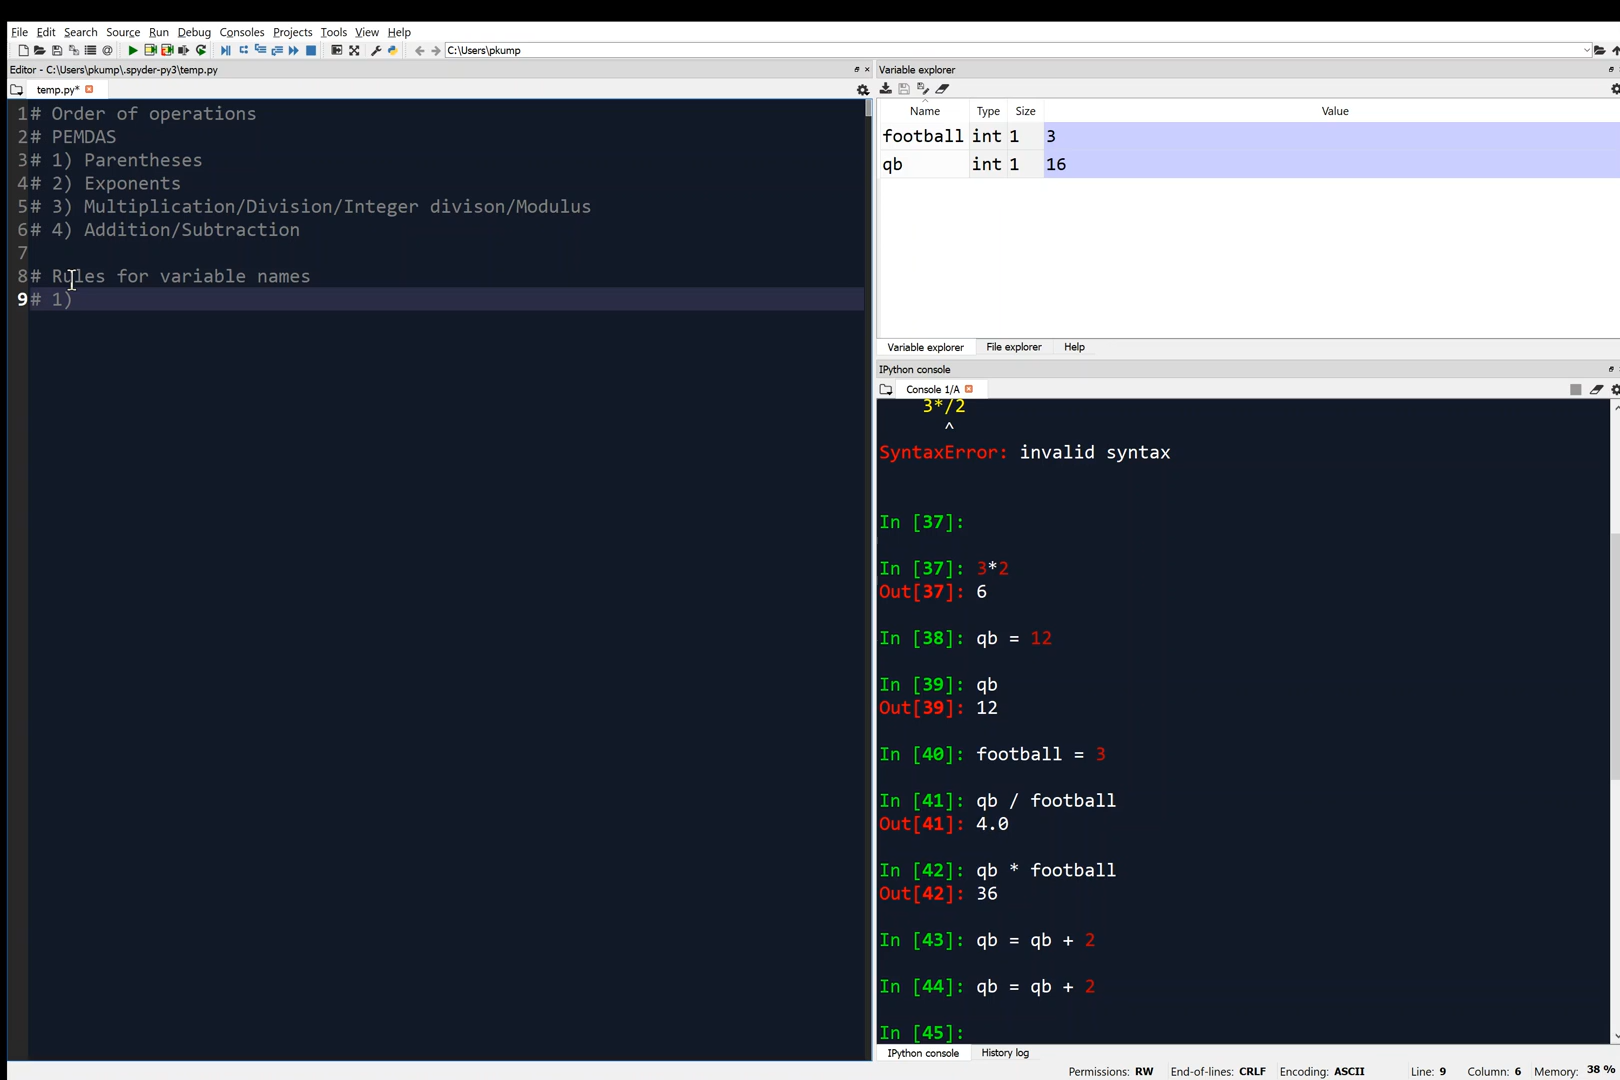 File Edit Search Source Run Debug Consoles Projects Tools View Help
C:\Users\pkump
Editor - C:\Users\pkump\.spyder-py3\temp.py
temp.py*
1 # Order of operations
2 # PEMDAS
3 # 1) Parentheses
4 # 2) Exponents
5 # 3) Multiplication/Division/Integer divison/Modulus
6 # 4) Addition/Subtraction
7
8 # Rules for variable names
9 # 1)
Variable explorer
Name Type Size Value
football int 1 3
qb int 1 16
Variable explorer File explorer Help
IPython console
Console 1/A
3*/2
^
SyntaxError: invalid syntax
In [37]:
In [37]: 3*2
Out[37]: 6
In [38]: qb = 12
In [39]: qb
Out[39]: 12
In [40]: football = 3
In [41]: qb / football
Out[41]: 4.0
In [42]: qb * football
Out[42]: 36
In [43]: qb = qb + 2
In [44]: qb = qb + 2
In [45]:
IPython console History log
Permissions: RW End-of-lines: CRLF Encoding: ASCII Line: 9 Column: 6 Memory: 38 %